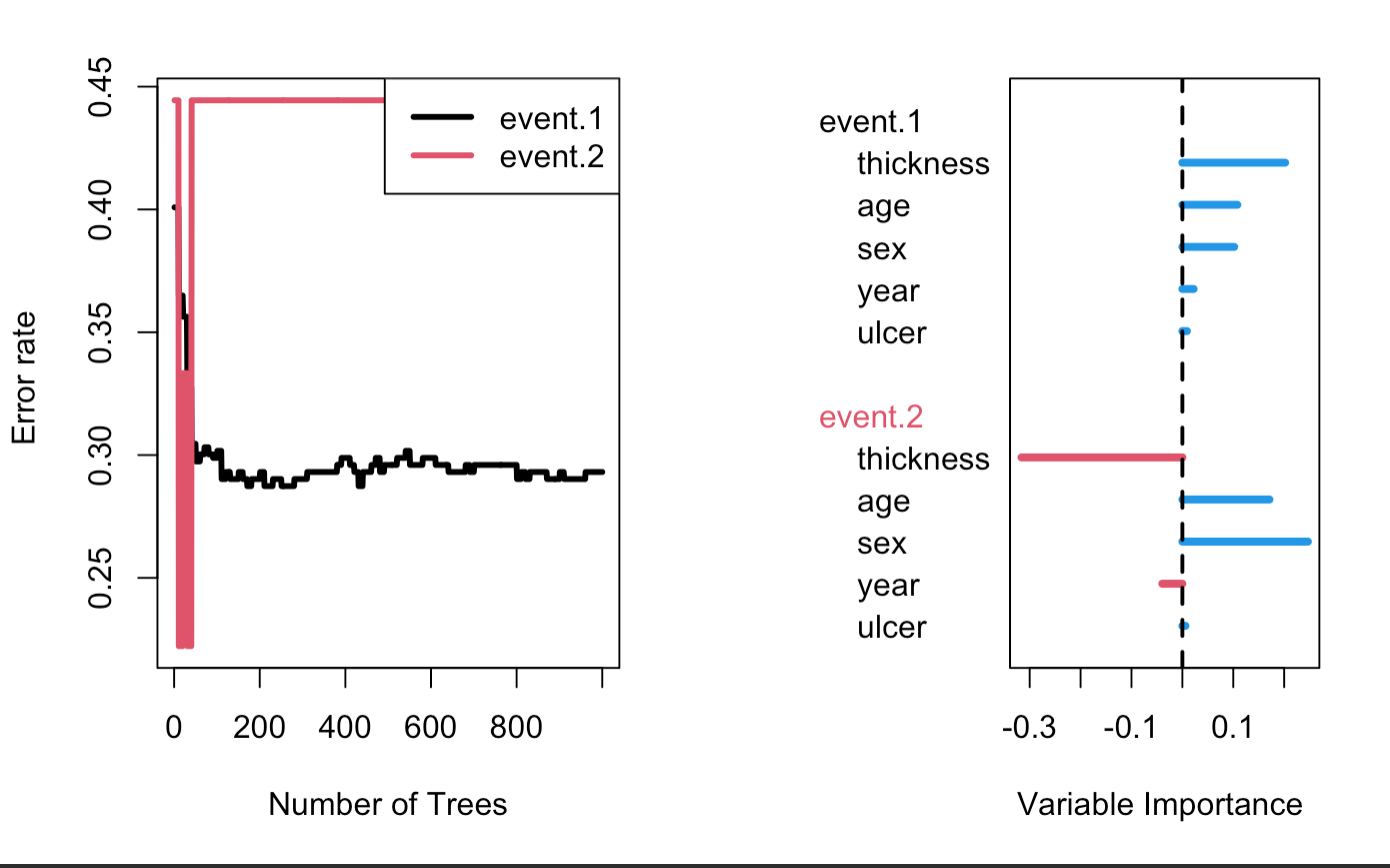 0.45
0.40
0.35
0.30
0.25
Error rate
event.1
event.2
0 200 400 600 800
Number of Trees
event.1
thickness
age
sex
year
ulcer
event.2
thickness
age
sex
year
ulcer
-0.3 -0.1 0.1
Variable Importance